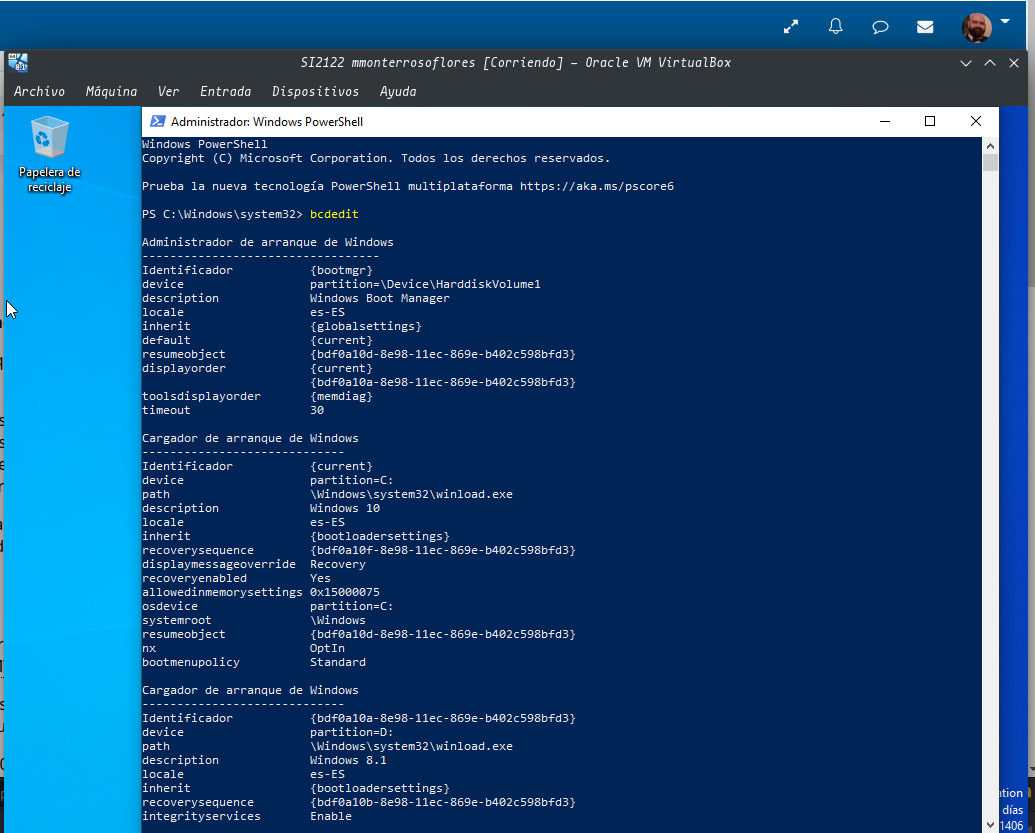 SI2122 mmonterrosoflores [Corriendo] – Oracle VM VirtualBox
Archivo Máquina Ver Entrada Dispositivos Ayuda
Papelera de
reciclaje
Administrador: Windows PowerShell
Windows PowerShell
Copyright (C) Microsoft Corporation. Todos los derechos reservados.
Prueba la nueva tecnología PowerShell multiplataforma https://aka.ms/pscore6
PS C:\Windows\system32> bcdedit
Administrador de arranque de Windows
----------------------------------
Identificador {bootmgr}
device partition=\Device\HarddiskVolume1
description Windows Boot Manager
locale es-ES
inherit {globalsettings}
default {current}
resumeobject {bdf0a10d-8e98-11ec-869e-b402c598bfd3}
displayorder {current}
{bdf0a10a-8e98-11ec-869e-b402c598bfd3}
toolsdisplayorder {memdiag}
timeout 30
Cargador de arranque de Windows
-----------------------------
Identificador {current}
device partition=C:
path \Windows\system32\winload.exe
description Windows 10
locale es-ES
inherit {bootloadersettings}
recoverysequence {bdf0a10f-8e98-11ec-869e-b402c598bfd3}
displaymessageoverride Recovery
recoveryenabled Yes
allowedinmemorysettings 0x15000075
osdevice partition=C:
systemroot \Windows
resumeobject {bdf0a10d-8e98-11ec-869e-b402c598bfd3}
nx OptIn
bootmenupolicy Standard
Cargador de arranque de Windows
-----------------------------
Identificador {bdf0a10a-8e98-11ec-869e-b402c598bfd3}
device partition=D:
path \Windows\system32\winload.exe
description Windows 8.1
locale es-ES
inherit {bootloadersettings}
recoverysequence {bdf0a10b-8e98-11ec-869e-b402c598bfd3}
integrityservices Enable
ation
días
1406